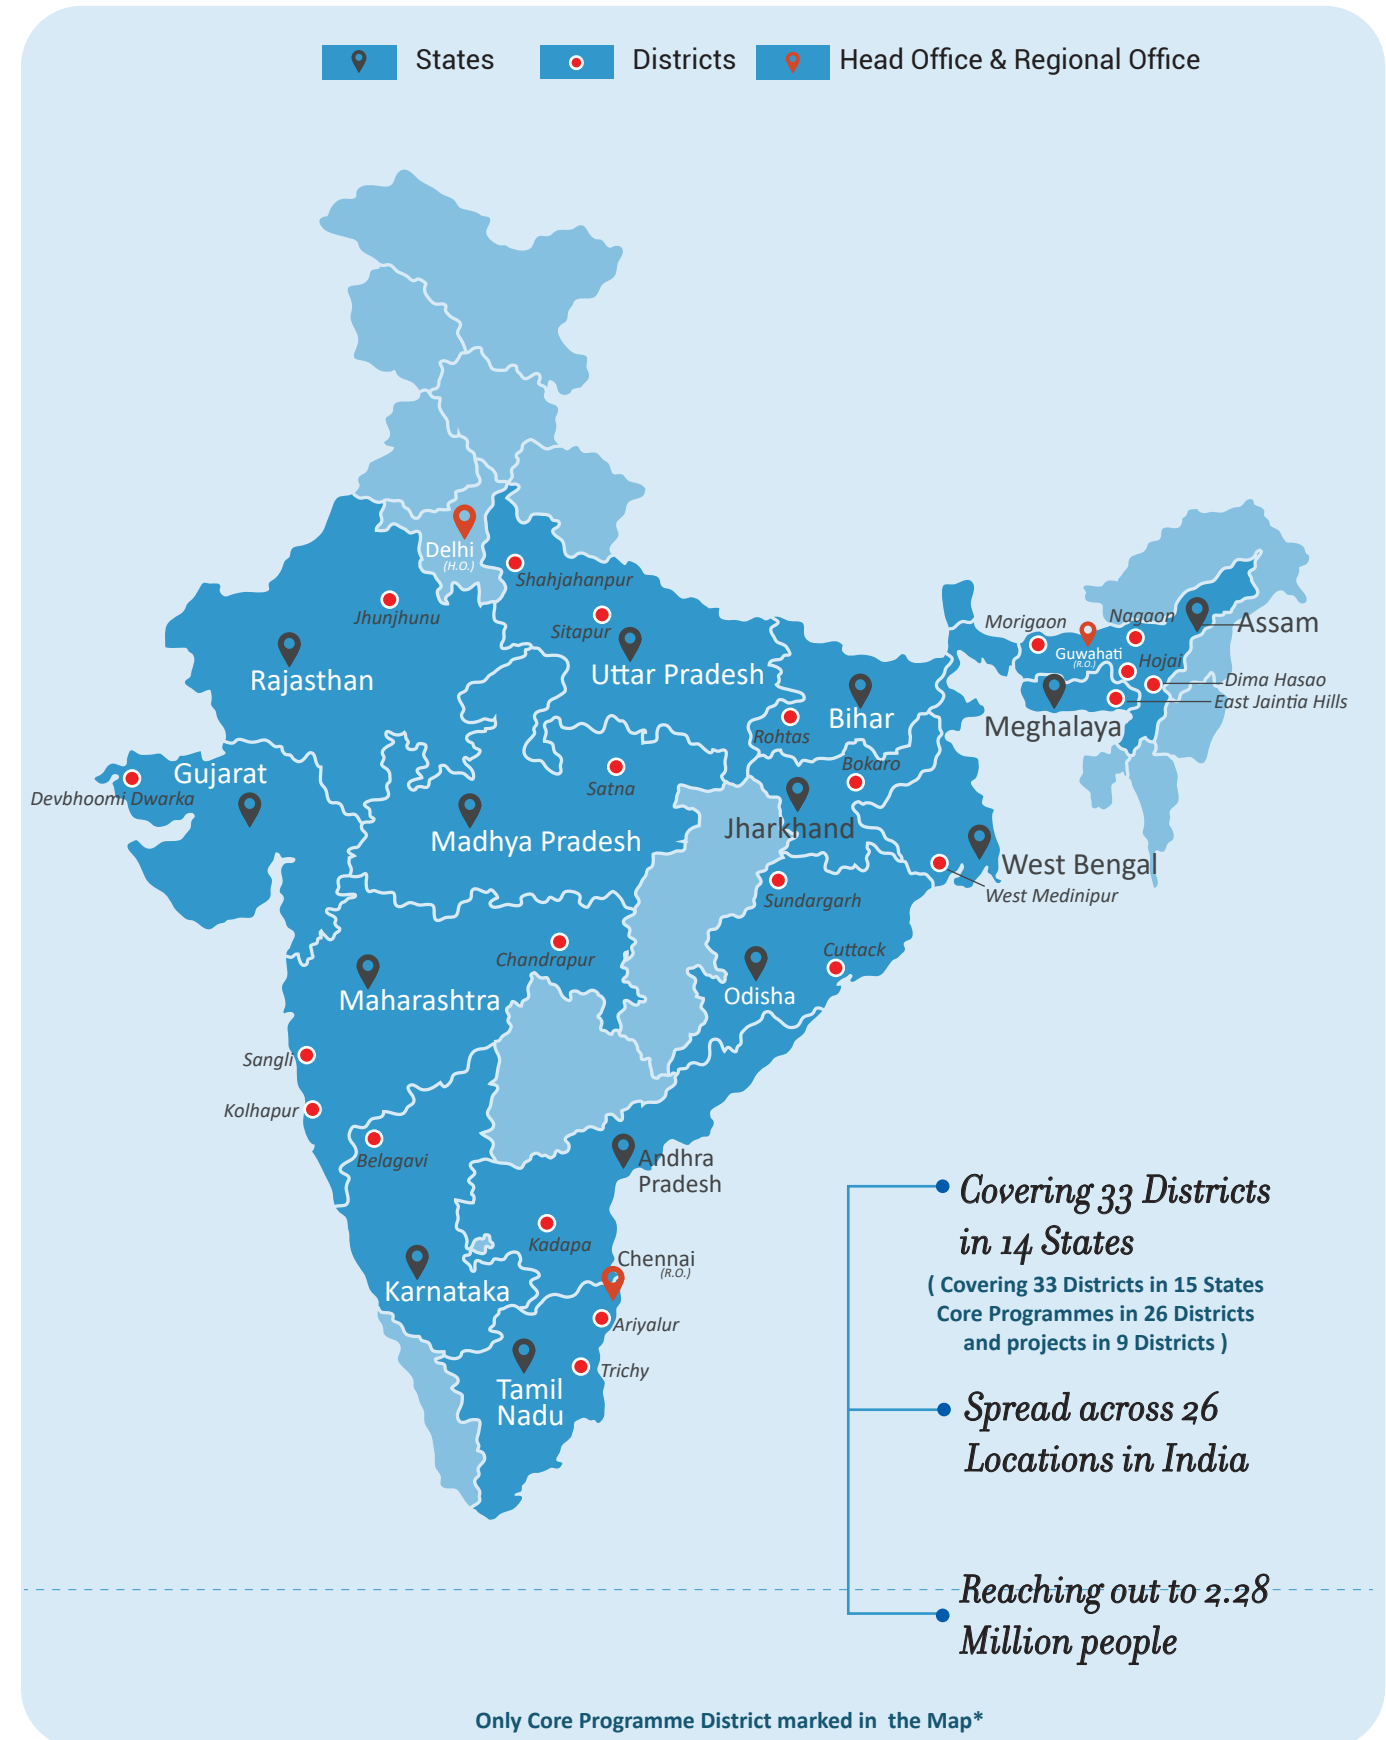 States
Districts
Head Office & Regional Office
Delhi
(H.O.)
Shahjahanpur
Jhunjhunu
Sitapur
Rajasthan
Uttar Pradesh
Morigaon
Nagaon
Assam
Guwahati
(R.O.)
Hojai
Dima Hasao
East Jaintia Hills
Meghalaya
Bihar
Rohtas
Bokaro
Gujarat
Devbhoomi Dwarka
Satna
Madhya Pradesh
Jharkhand
West Bengal
West Medinipur
Sundargarh
Cuttack
Chandrapur
Odisha
Maharashtra
Sangli
Kolhapur
Belagavi
Andhra
Pradesh
Kadapa
Chennai
(R.O.)
Karnataka
Ariyalur
Trichy
Tamil
Nadu
Covering 33 Districts
in 14 States
( Covering 33 Districts in 15 States
Core Programmes in 26 Districts
and projects in 9 Districts )
Spread across 26
Locations in India
Reaching out to 2.28
Million people
Only Core Programme District marked in the Map*